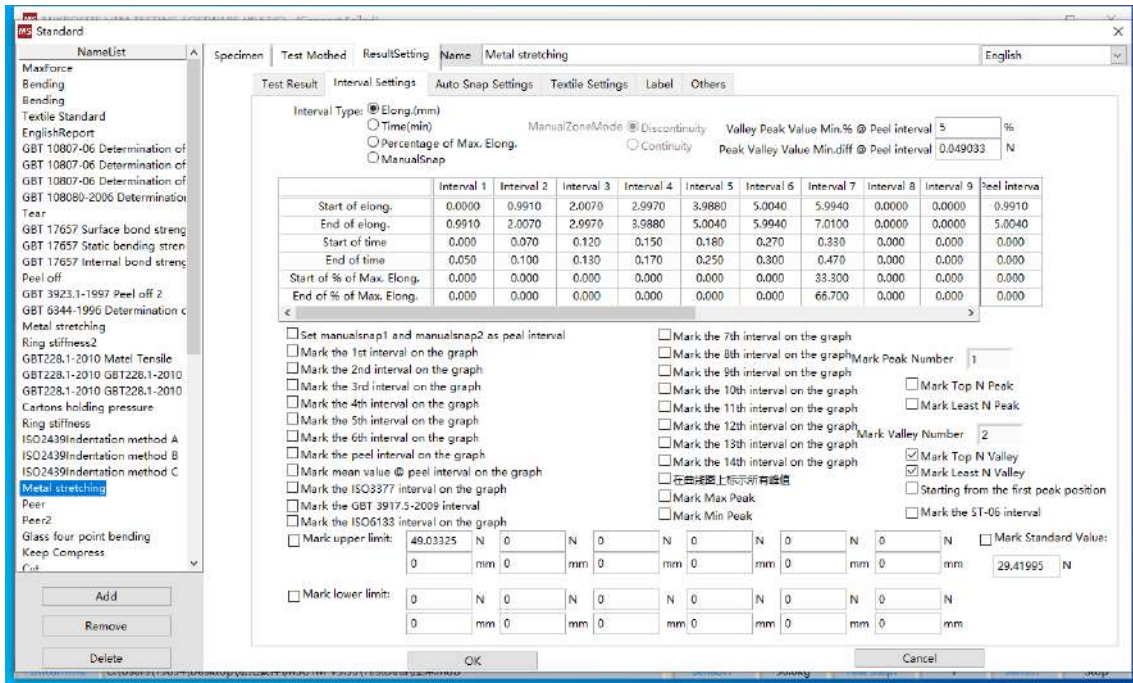 MS Standard
NameList
MaxForce
Bending
Bending
Textile Standard
EnglishReport
GBT 10807-06 Determination of
GBT 10807-06 Determination of
GBT 10807-06 Determination of
GBT 108080-2006 Determination
Tear
GBT 17657 Surface bond streng
GBT 17657 Static bending stren
GBT 17657 Internal bond streng
Peel off
GBT 3923.1-1997 Peel off 2
GBT 6344-1996 Determination c
Metal stretching
Ring stiffness2
GBT228.1-2010 Matel Tensile
GBT228.1-2010 GBT228.1-2010
GBT228.1-2010 GBT228.1-2010
Cartons holding pressure
Ring stiffness
ISO2439Indentation method A
ISO2439Indentation method B
ISO2439Indentation method C
Metal stretching
Peer
Peer2
Glass four point bending
Keep Compress
Cut
Add
Remove
Delete
Specimen Test Mothed ResultSetting Name Metal stretching English
Test Result Interval Settings Auto Snap Settings Textile Settings Label Others
Interval Type: Elong.(mm)
Time(min)
Percentage of Max. Elong.
ManualSnap
ManualZoneMode Discontinuity
Continuity
Valley Peak Value Min.% @ Peel interval 5 %
Peak Valley Value Min.diff @ Peel interval 0.049033 N
Interval 1 Interval 2 Interval 3 Interval 4 Interval 5 Interval 6 Interval 7 Interval 8 Interval 9 Peel interva
Start of elong. 0.0000 0.9910 2.0070 2.9970 3.9880 5.0040 5.9940 0.0000 0.0000 0.9910
End of elong. 0.9910 2.0070 2.9970 3.9880 5.0040 5.9940 7.0100 0.0000 0.0000 5.0040
Start of time 0.000 0.070 0.120 0.150 0.180 0.270 0.330 0.000 0.000 0.000
End of time 0.050 0.100 0.130 0.170 0.250 0.300 0.470 0.000 0.000 0.000
Start of % of Max. Elong. 0.000 0.000 0.000 0.000 0.000 0.000 33.300 0.000 0.000 0.000
End of % of Max. Elong. 0.000 0.000 0.000 0.000 0.000 0.000 66.700 0.000 0.000 0.000
Set manualsnap1 and manualsnap2 as peal interval
Mark the 1st interval on the graph
Mark the 2nd interval on the graph
Mark the 3rd interval on the graph
Mark the 4th interval on the graph
Mark the 5th interval on the graph
Mark the 6th interval on the graph
Mark the peel interval on the graph
Mark mean value @ peel interval on the graph
Mark the ISO3377 interval on the graph
Mark the GBT 3917.5-2009 interval
Mark the ISO6133 interval on the graph
Mark the 7th interval on the graph
Mark the 8th interval on the graph
Mark the 9th interval on the graph
Mark the 10th interval on the graph
Mark the 11th interval on the graph
Mark the 12th interval on the graph
Mark the 13th interval on the graph
Mark the 14th interval on the graph
在曲线图上标示所有峰值
Mark Max Peak
Mark Min Peak
Mark Peak Number 1
Mark Top N Peak
Mark Least N Peak
Mark Valley Number 2
Mark Top N Valley
Mark Least N Valley
Starting from the first peak position
Mark the ST-06 interval
Mark upper limit: 49.03325 N 0 N 0 N 0 N 0 N 0 N Mark Standard Value:
0 mm 0 mm 0 mm 0 mm 0 mm 0 mm 29.41995 N
Mark lower limit: 0 N 0 N 0 N 0 N 0 N 0 N
0 mm 0 mm 0 mm 0 mm 0 mm 0 mm
OK Cancel